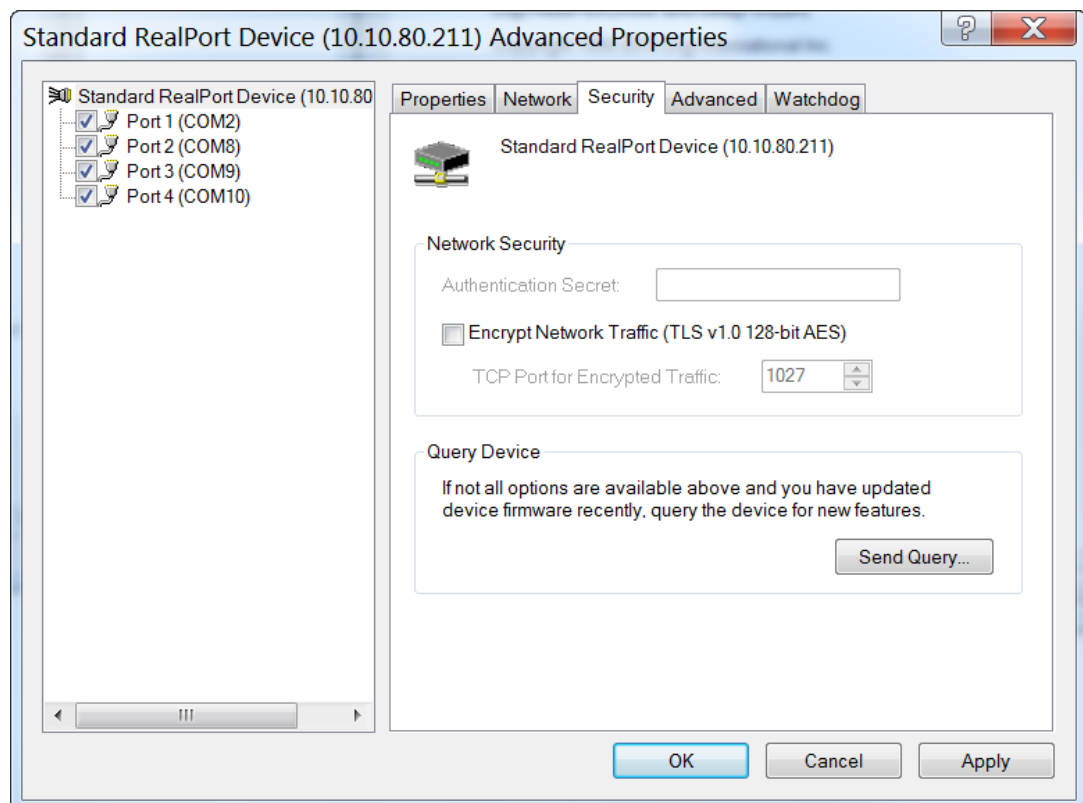 Standard RealPort Device (10.10.80.211) Advanced Properties
Standard RealPort Device (10.10.80
Port 1 (COM2)
Port 2 (COM8)
Port 3 (COM9)
Port 4 (COM10)
Properties Network Security Advanced Watchdog
Standard RealPort Device (10.10.80.211)
Network Security
Authentication Secret:
Encrypt Network Traffic (TLS v1.0 128-bit AES)
TCP Port for Encrypted Traffic: 1027
Query Device
If not all options are available above and you have updated
device firmware recently, query the device for new features.
Send Query...
OK Cancel Apply